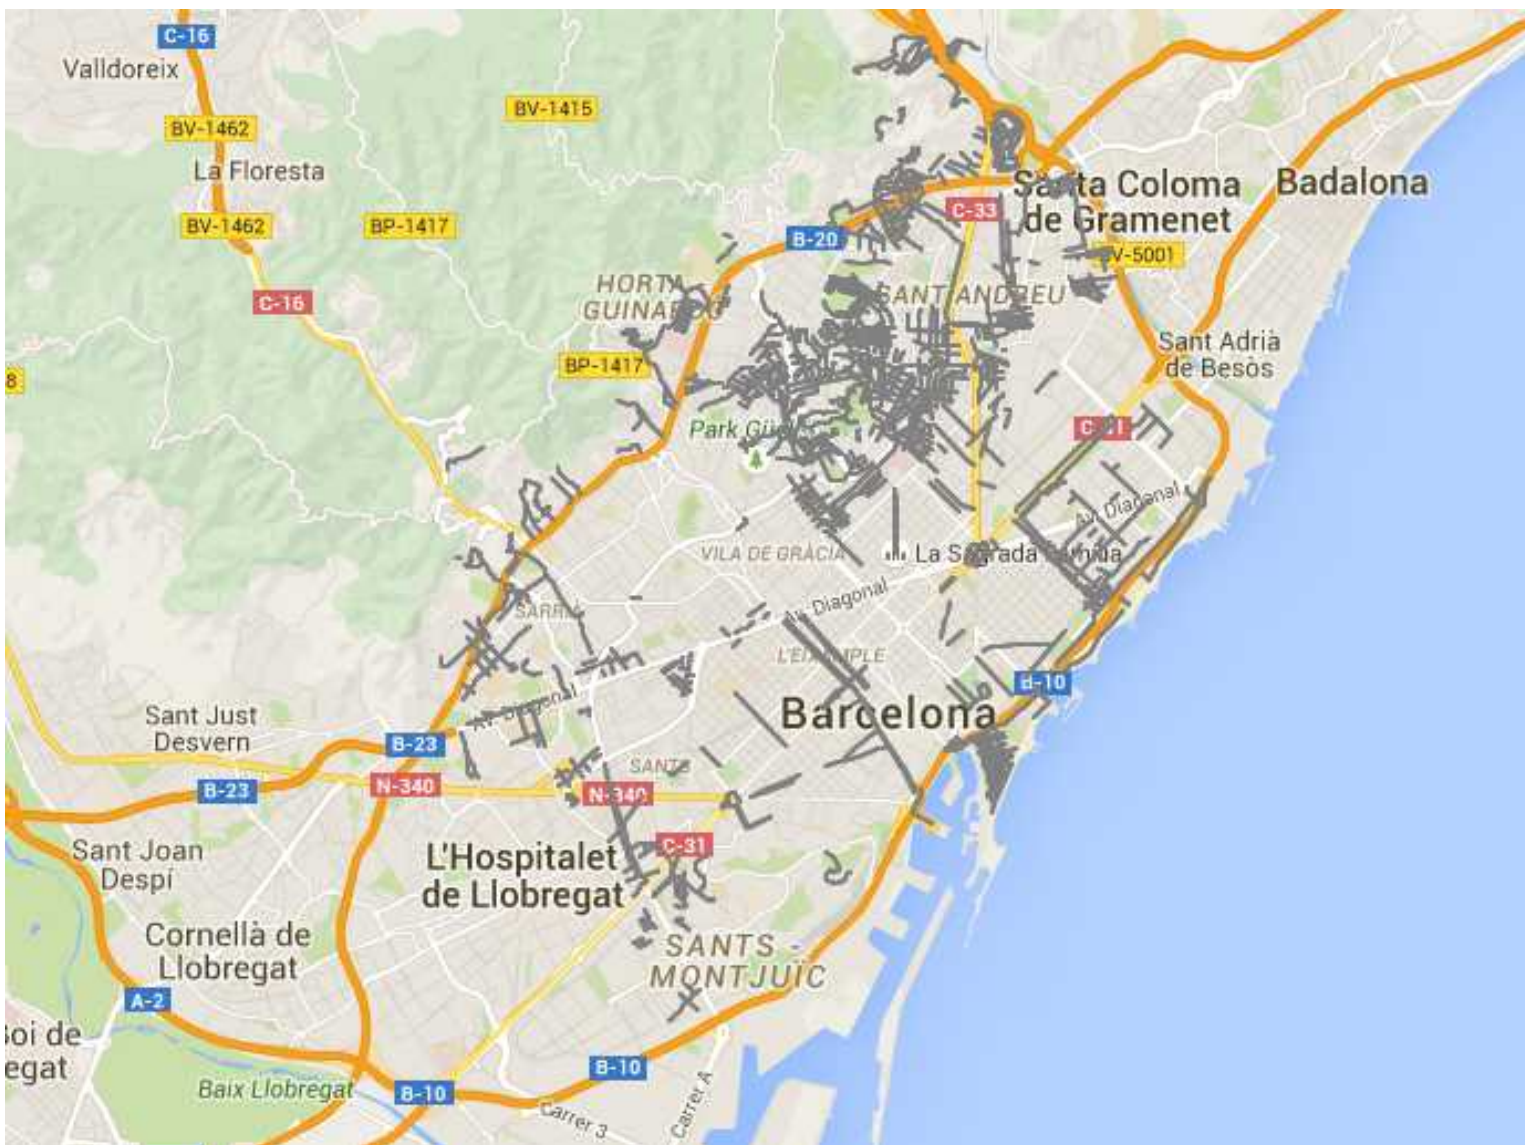 C-16
Valldoreix
BV-1415
BV-1462
La Floresta
Santa Coloma
de Gramenet
Badalona
C-33
BV-1462
BP-1417
B-20
BV-5001
HORTA -
GUINARDÓ
SANT ANDREU
C-16
Sant Adrià
de Besòs
BP-1417
8
Park Güell
Av. Diagonal
VILA DE GRÀCIA
La Sagrada Família
Av. Diagonal
SARRIÀ
L'EIXAMPLE
B-10
Av. Diagonal
Barcelona
Sant Just
Desvern
B-23
SANTS
N-340
B-23
N-340
C-31
Sant Joan
Despí
L'Hospitalet
de Llobregat
Cornellà de
Llobregat
SANTS -
MONTJUÏC
A-2
Boi de
egat
B-10
Baix Llobregat
B-10
Carrer 3
Carrer A